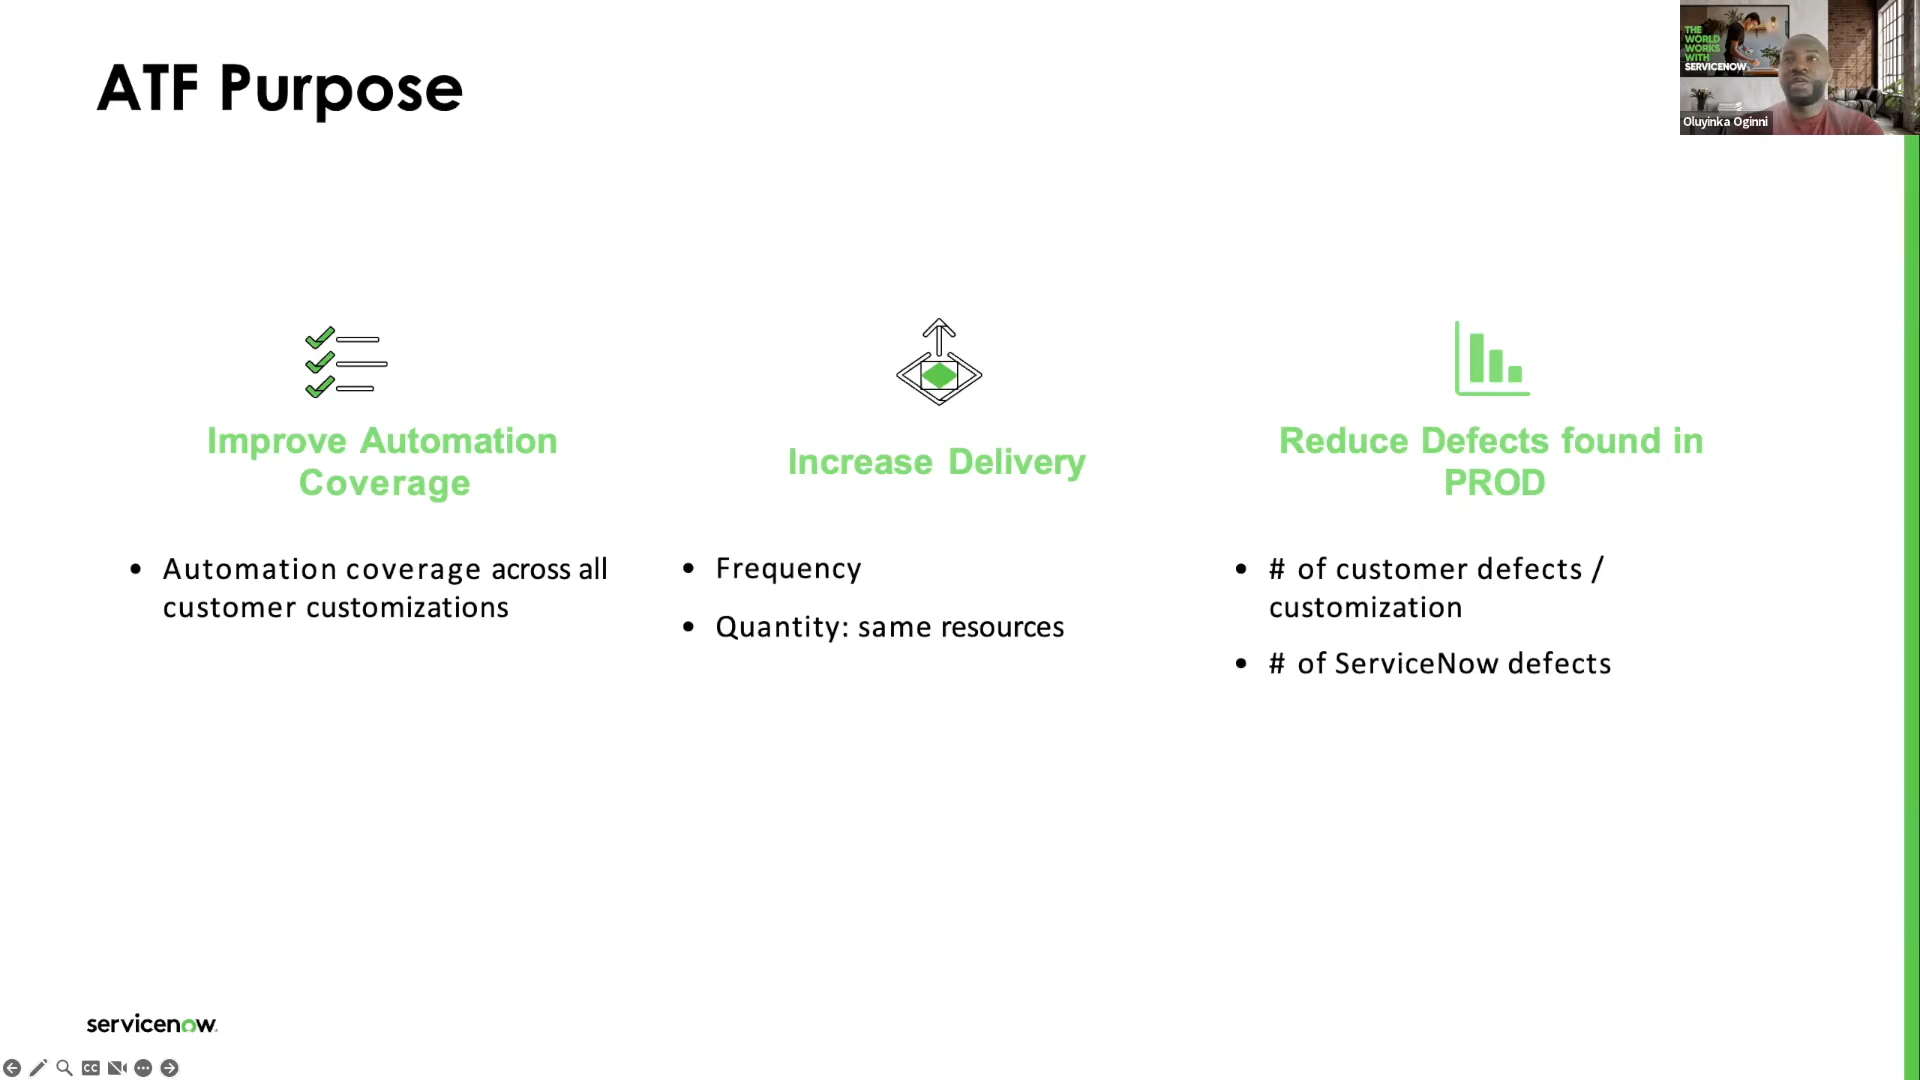 ATF Purpose
THE
WORLD
WORKS
WITH
SERVICENOW
Oluyinka Oginni
Improve Automation
Coverage
• Automation coverage across all
customer customizations
Increase Delivery
• Frequency
• Quantity: same resources
Reduce Defects found in
PROD
• # of customer defects /
customization
• # of ServiceNow defects
servicenow
CC